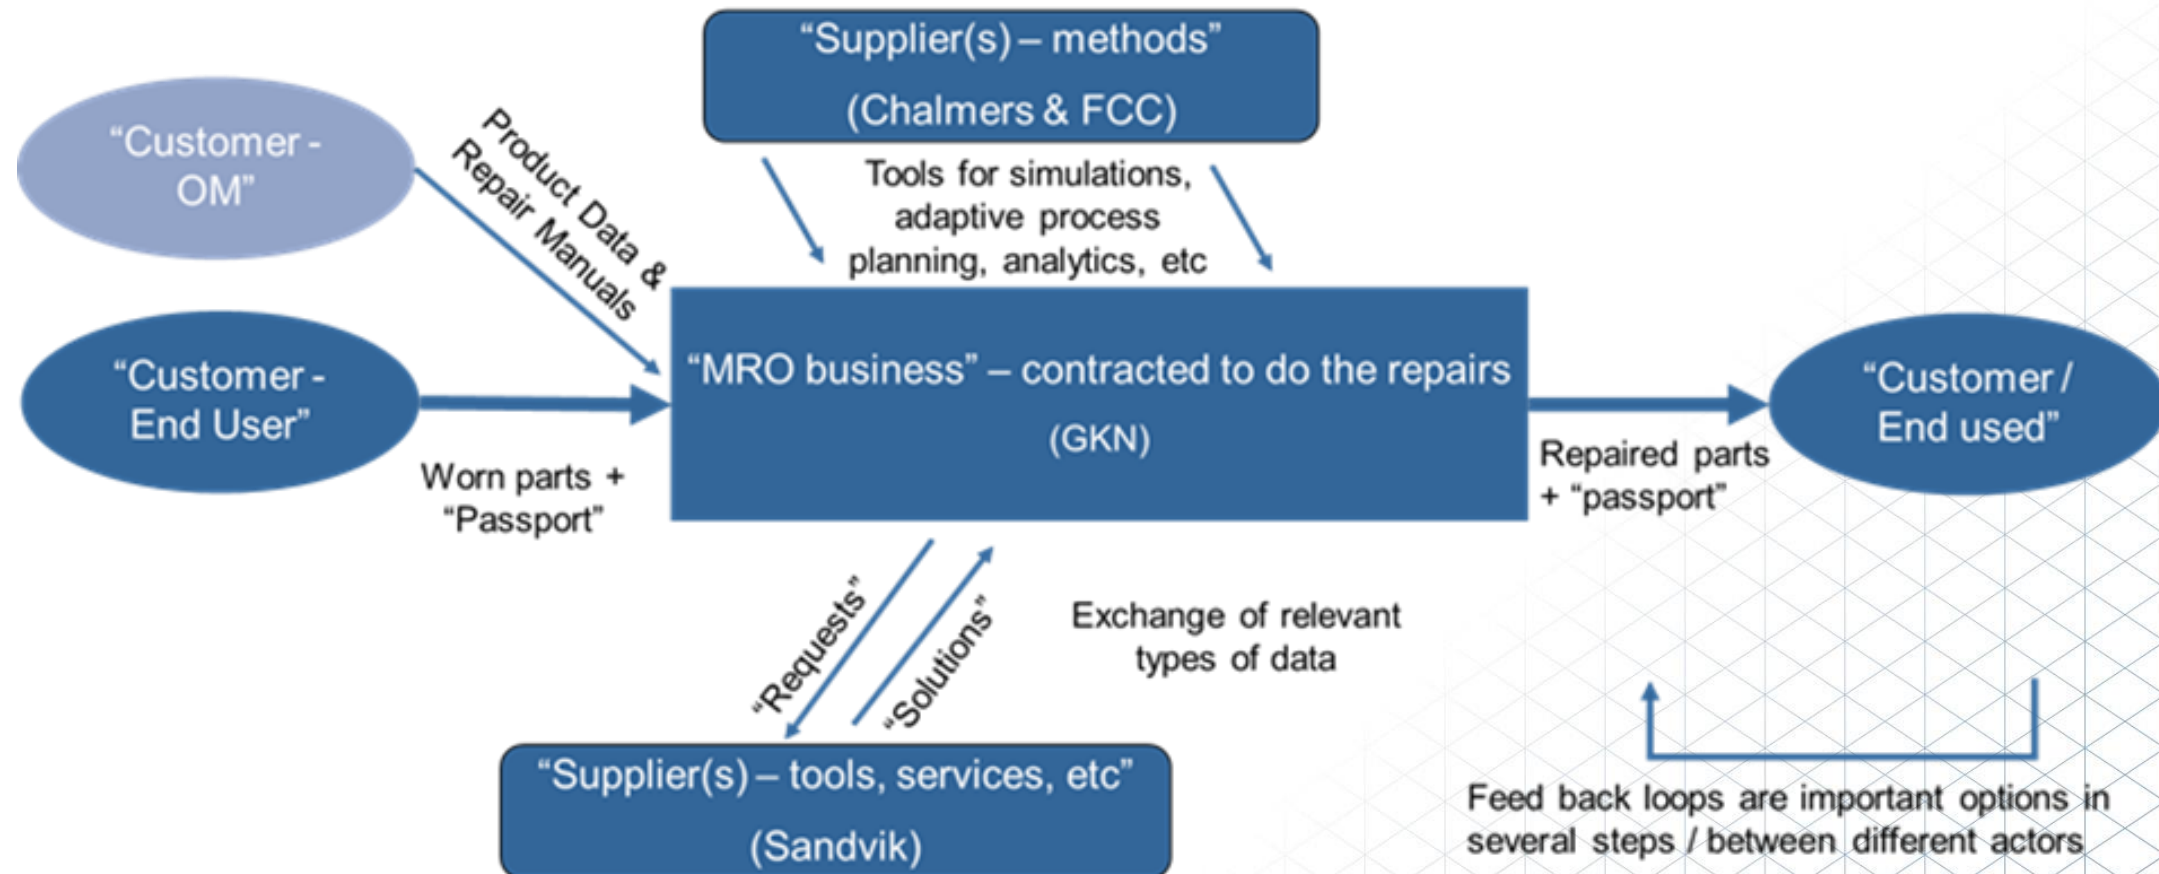 “Supplier(s) – methods”
(Chalmers & FCC)
“Customer -
OM”
Product Data &
Repair Manuals
Tools for simulations,
adaptive process
planning, analytics, etc
“Customer -
End User”
Worn parts +
“Passport”
“MRO business” – contracted to do the repairs
(GKN)
Repaired parts
+ “passport”
“Customer /
End used”
“Requests”
“Solutions”
Exchange of relevant
types of data
“Supplier(s) – tools, services, etc”
(Sandvik)
Feed back loops are important options in
several steps / between different actors